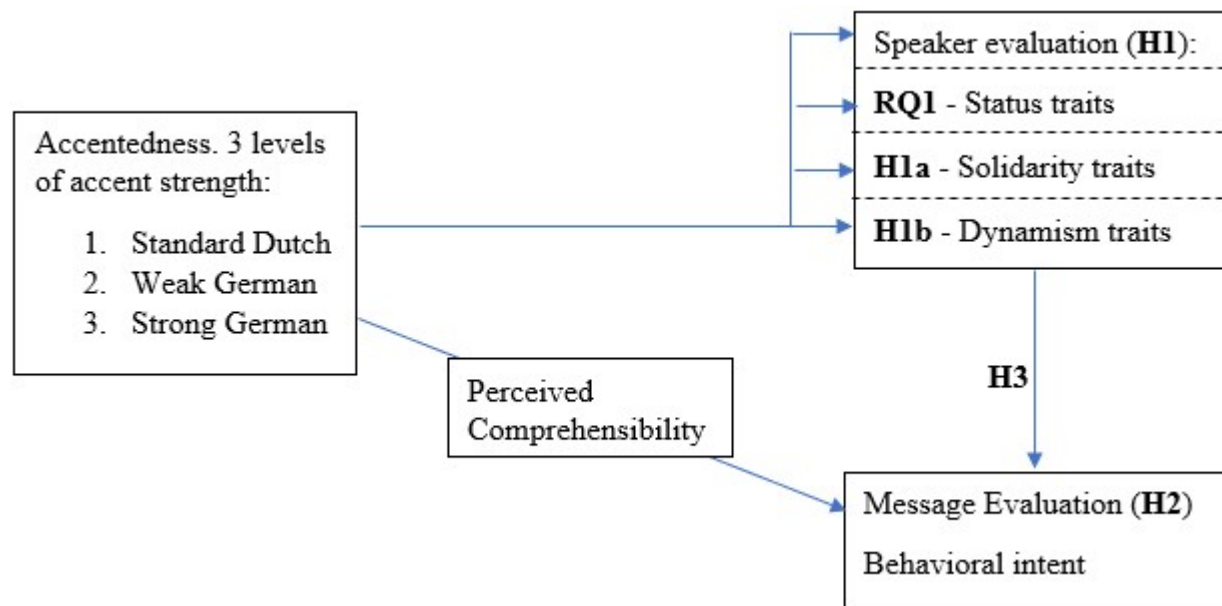 Accentedness. 3 levels
of accent strength:
1. Standard Dutch
2. Weak German
3. Strong German
Speaker evaluation (H1):
RQ1 - Status traits
H1a - Solidarity traits
H1b - Dynamism traits
Perceived
Comprehensibility
H3
Message Evaluation (H2)
Behavioral intent